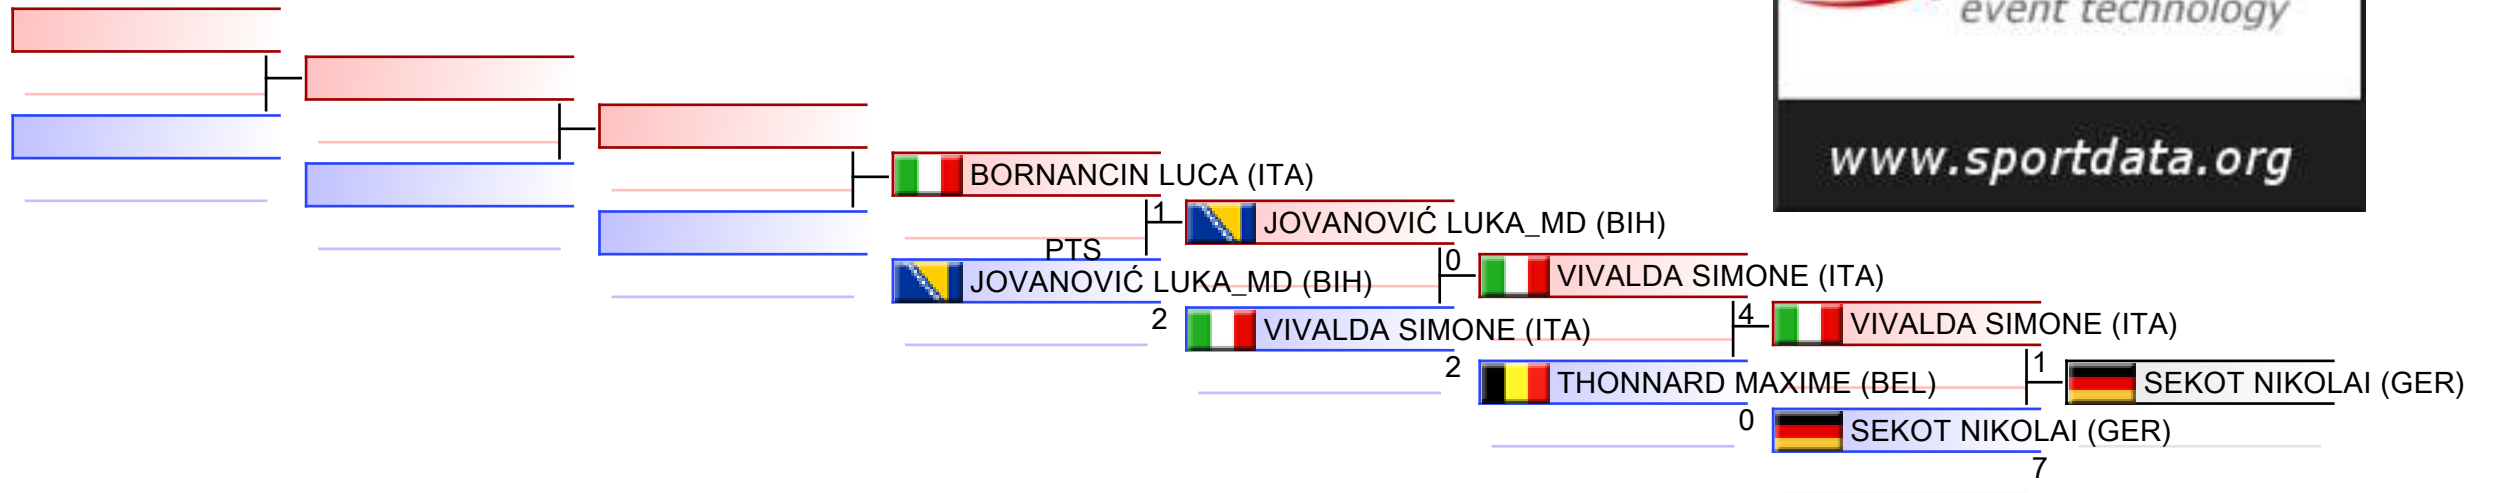 event technology
www.sportdata.org
BORNANCIN LUCA (ITA)
1
PTS
JOVANOVIĆ LUKA_MD (BIH)
2
JOVANOVIĆ LUKA_MD (BIH)
0
VIVALDA SIMONE (ITA)
2
VIVALDA SIMONE (ITA)
4
THONNARD MAXIME (BEL)
0
VIVALDA SIMONE (ITA)
1
SEKOT NIKOLAI (GER)
7
SEKOT NIKOLAI (GER)